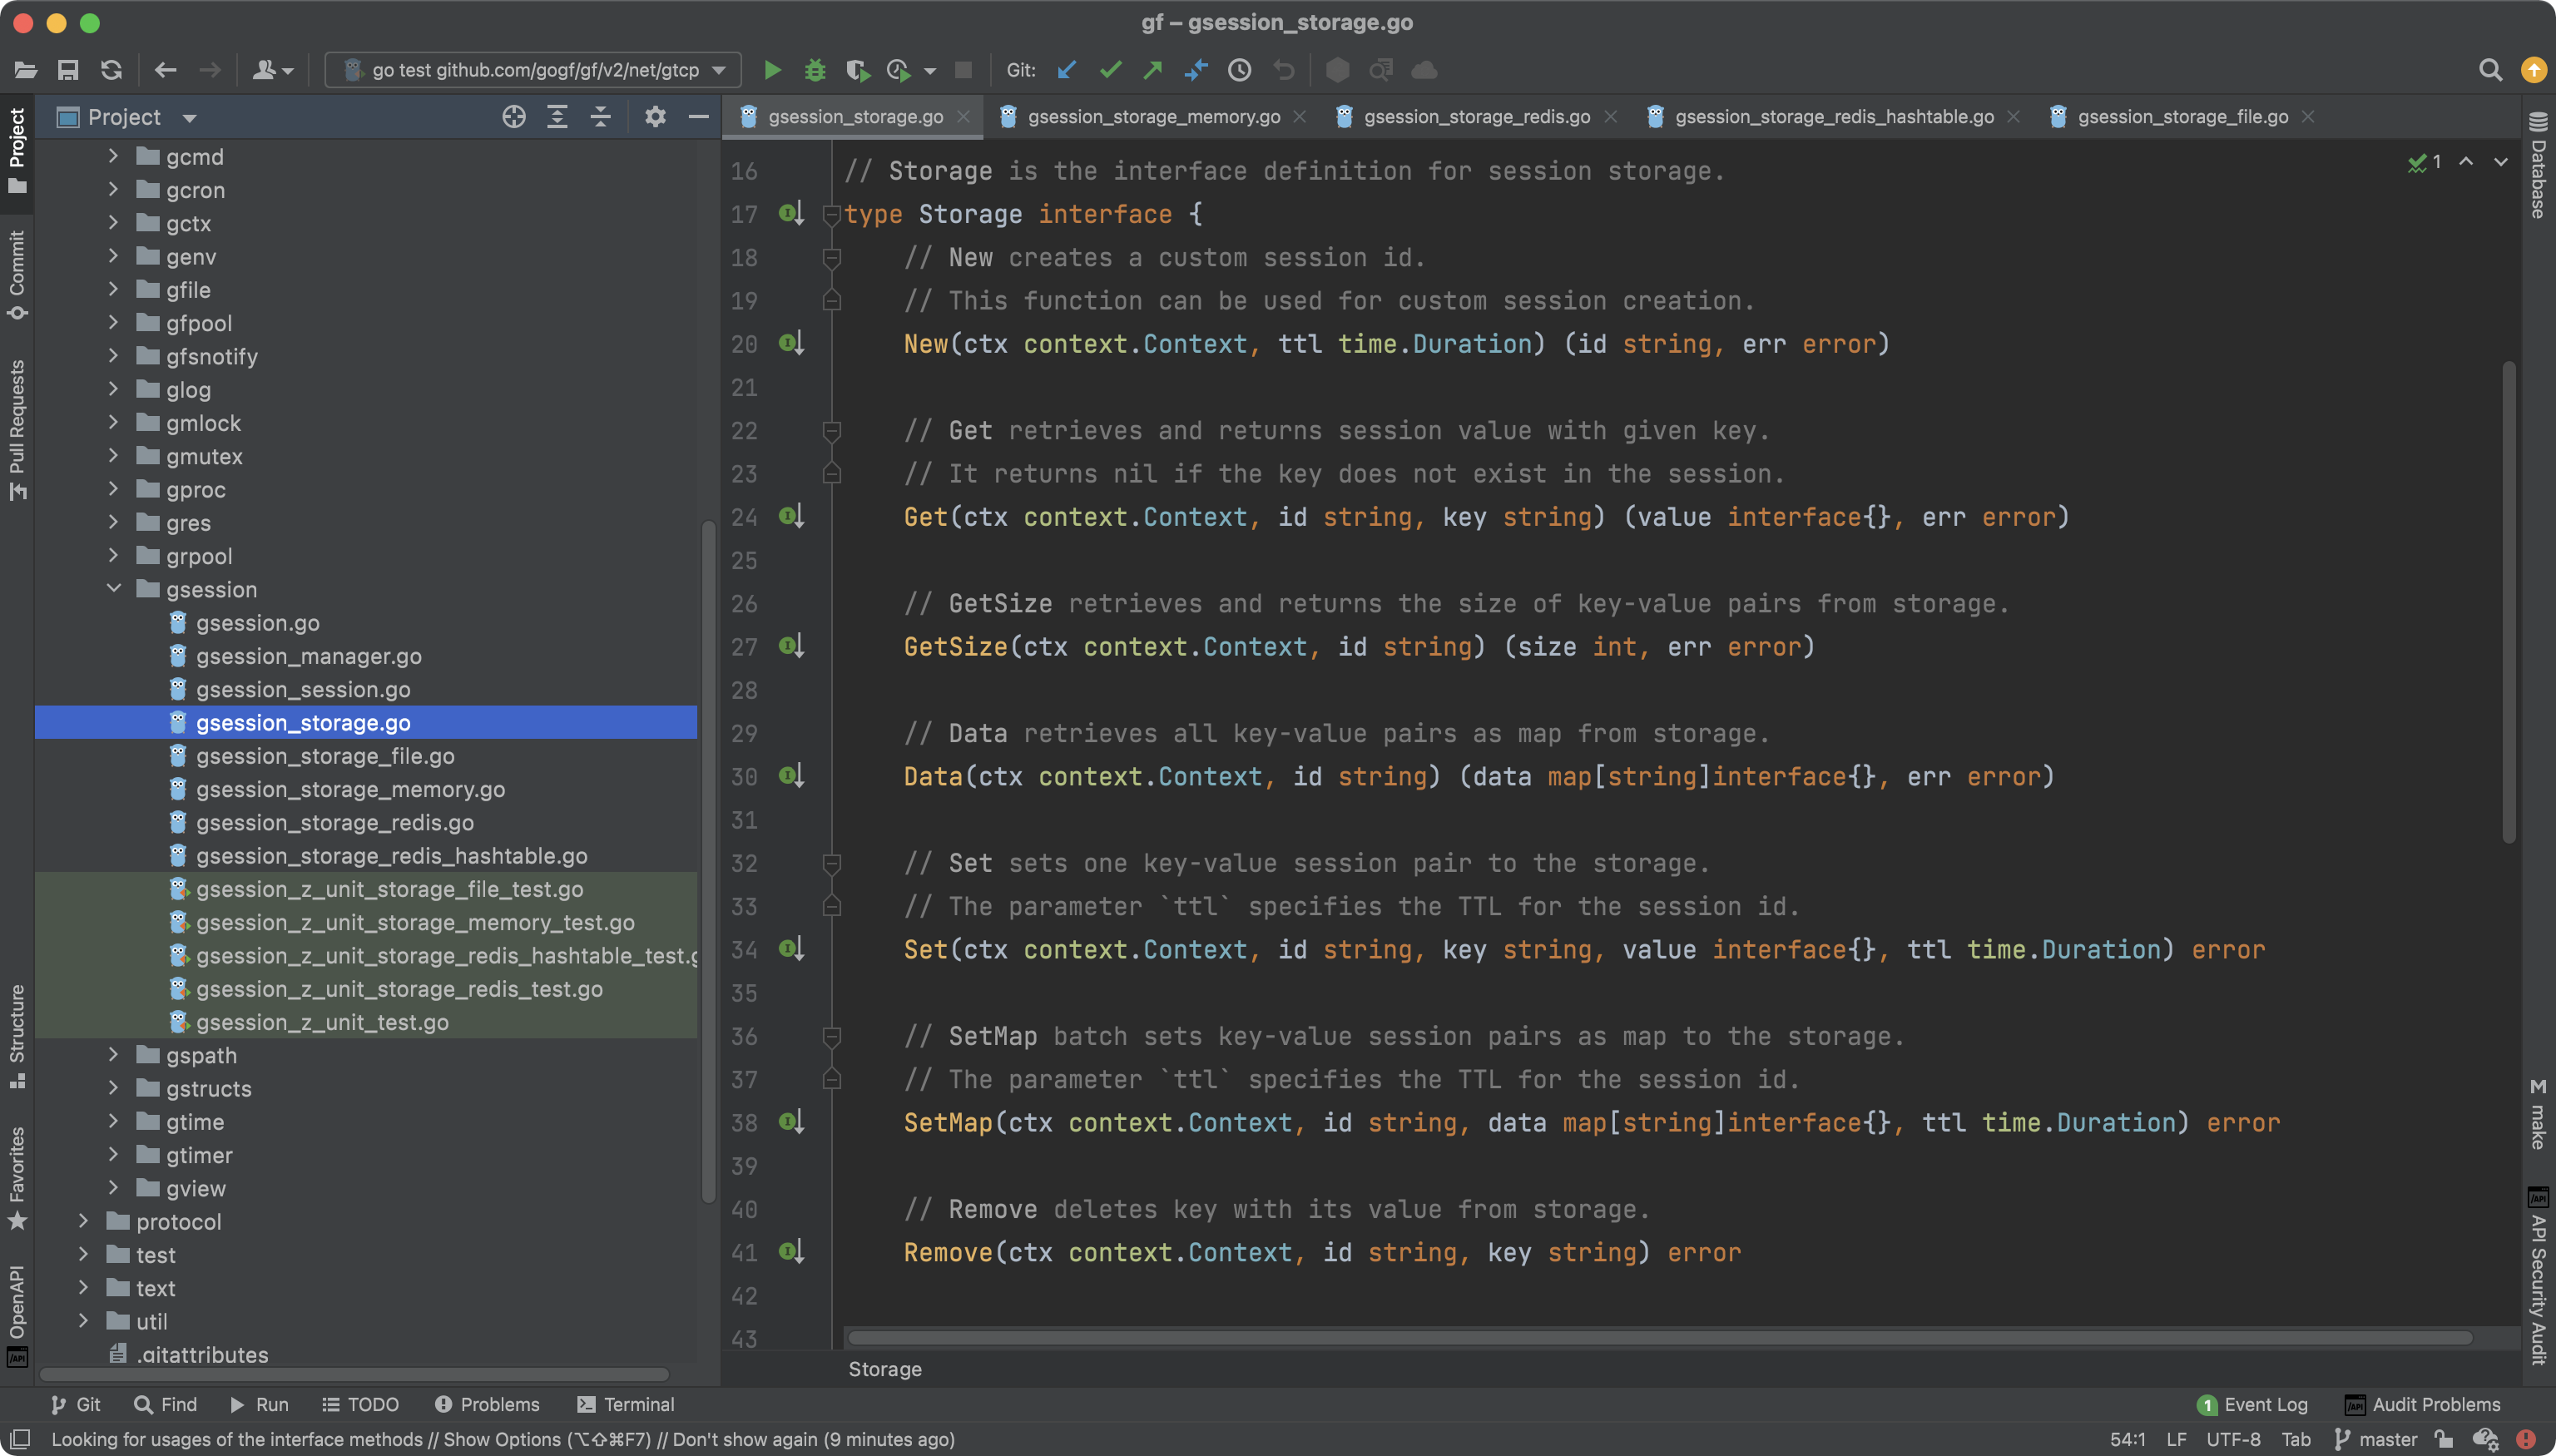 gf – gsession_storage.go
go test github.com/gogf/gf/v2/net/gtcp
Git:
Project
gsession_storage.go
gsession_storage_memory.go
gsession_storage_redis.go
gsession_storage_redis_hashtable.go
gsession_storage_file.go
Project
Commit
Pull Requests
Structure
Favorites
OpenAPI
gcmd
gcron
gctx
genv
gfile
gfpool
gfsnotify
glog
gmlock
gmutex
gproc
gres
grpool
gsession
gsession.go
gsession_manager.go
gsession_session.go
gsession_storage.go
gsession_storage_file.go
gsession_storage_memory.go
gsession_storage_redis.go
gsession_storage_redis_hashtable.go
gsession_z_unit_storage_file_test.go
gsession_z_unit_storage_memory_test.go
gsession_z_unit_storage_redis_hashtable_test.g
gsession_z_unit_storage_redis_test.go
gsession_z_unit_test.go
gspath
gstructs
gtime
gtimer
gview
protocol
test
text
util
.gitattributes
1
16 // Storage is the interface definition for session storage.
17 type Storage interface {
18 // New creates a custom session id.
19 // This function can be used for custom session creation.
20 New(ctx context.Context, ttl time.Duration) (id string, err error)
21
22 // Get retrieves and returns session value with given key.
23 // It returns nil if the key does not exist in the session.
24 Get(ctx context.Context, id string, key string) (value interface{}, err error)
25
26 // GetSize retrieves and returns the size of key-value pairs from storage.
27 GetSize(ctx context.Context, id string) (size int, err error)
28
29 // Data retrieves all key-value pairs as map from storage.
30 Data(ctx context.Context, id string) (data map[string]interface{}, err error)
31
32 // Set sets one key-value session pair to the storage.
33 // The parameter `ttl` specifies the TTL for the session id.
34 Set(ctx context.Context, id string, key string, value interface{}, ttl time.Duration) error
35
36 // SetMap batch sets key-value session pairs as map to the storage.
37 // The parameter `ttl` specifies the TTL for the session id.
38 SetMap(ctx context.Context, id string, data map[string]interface{}, ttl time.Duration) error
39
40 // Remove deletes key with its value from storage.
41 Remove(ctx context.Context, id string, key string) error
42
43
Storage
Database
M make
API Security Audit
Git
Find
Run
TODO
Problems
Terminal
1 Event Log
Audit Problems
Looking for usages of the interface methods // Show Options (⌥⇧⌘F7) // Don't show again (9 minutes ago)
54:1
LF
UTF-8
Tab
master